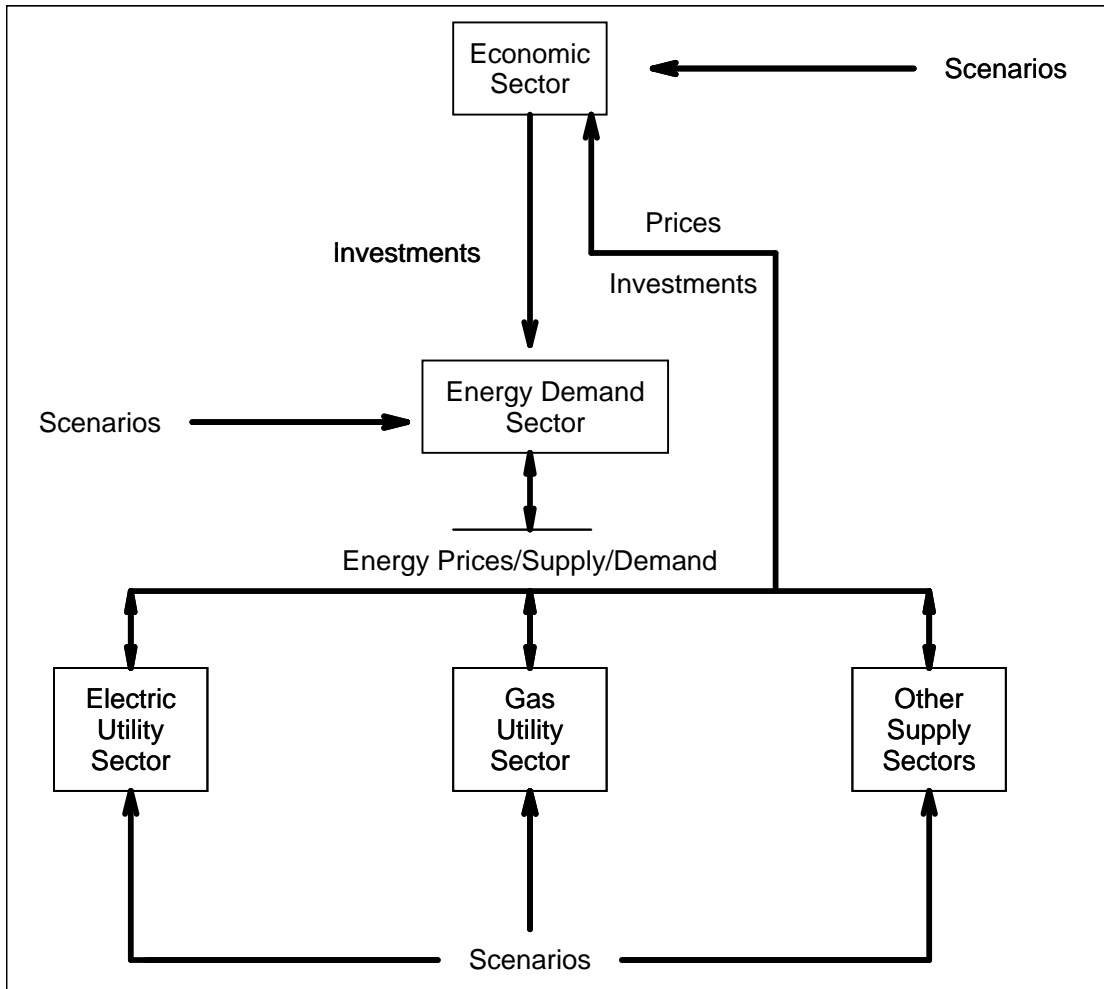 Economic
Sector
Scenarios
Prices
Investments
Investments
Energy Demand
Sector
Scenarios
Energy Prices/Supply/Demand
Electric
Utility
Sector
Gas
Utility
Sector
Other
Supply
Sectors
Scenarios